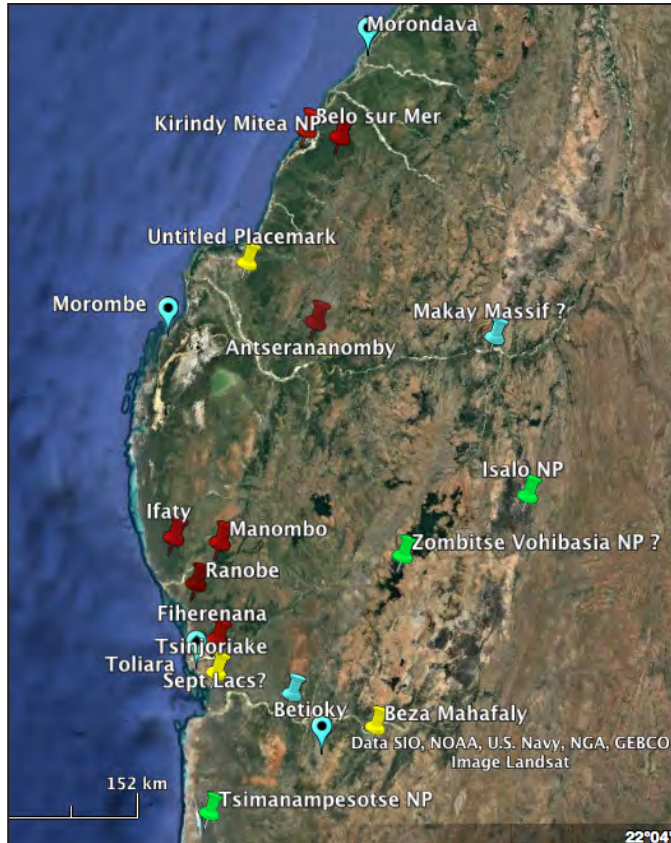 Morondava
Kirindy Mitea NP
Belo sur Mer
Untitled Placemark
Morombe
Makay Massif ?
Antserananomby
Isalo NP
Ifaty
Manombo
Zombitse Vohibasia NP ?
Ranobe
Fiherenana
Tsinjoriake
Toliara
Sept Lacs?
Betioky
Beza Mahafaly
Data SIO, NOAA, U.S. Navy, NGA, GEBCO
Image Landsat
152 km
Tsimanampesotse NP
22°04'